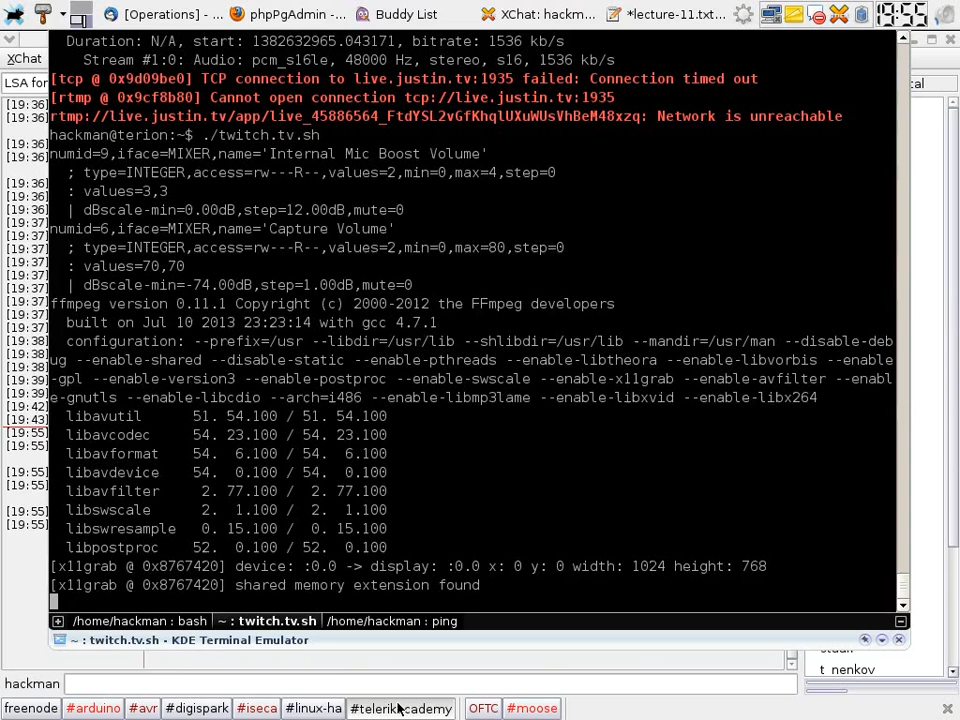 [Operations] - ...
phpPgAdmin - ...
Buddy List
XChat: hackm...
*lecture-11.txt...
19:55
XChat
LSA for
tal
[19:36]
[19:36]
[19:36]
[19:36]
[19:36]
[19:37]
[19:37]
[19:37]
[19:37]
[19:37]
[19:38]
[19:38]
[19:39]
[19:39]
[19:42]
[19:43]
[19:55]
[19:55]
[19:55]
[19:55]
[19:55]
Duration: N/A, start: 1382632965.043171, bitrate: 1536 kb/s
Stream #1:0: Audio: pcm_s16le, 48000 Hz, stereo, s16, 1536 kb/s
[tcp @ 0x9d09be0] TCP connection to live.justin.tv:1935 failed: Connection timed out
[rtmp @ 0x9cf8b80] Cannot open connection tcp://live.justin.tv:1935
rtmp://live.justin.tv/app/live_45886564_FtdYSL2vGfKhqlUXuWUsVhBeM48xzq: Network is unreachable
hackman@terion:~$ ./twitch.tv.sh
numid=9,iface=MIXER,name='Internal Mic Boost Volume'
; type=INTEGER,access=rw---R--,values=2,min=0,max=4,step=0
: values=3,3
| dBscale-min=0.00dB,step=12.00dB,mute=0
numid=6,iface=MIXER,name='Capture Volume'
; type=INTEGER,access=rw---R--,values=2,min=0,max=80,step=0
: values=70,70
| dBscale-min=-74.00dB,step=1.00dB,mute=0
ffmpeg version 0.11.1 Copyright (c) 2000-2012 the FFmpeg developers
built on Jul 10 2013 23:23:14 with gcc 4.7.1
configuration: --prefix=/usr --libdir=/usr/lib --shlibdir=/usr/lib --mandir=/usr/man --disable-deb
ug --enable-shared --disable-static --enable-pthreads --enable-libtheora --enable-libvorbis --enable
-gpl --enable-version3 --enable-postproc --enable-swscale --enable-x11grab --enable-avfilter --enabl
e-gnutls --enable-libcdio --arch=i486 --enable-libmp3lame --enable-libxvid --enable-libx264
libavutil 51. 54.100 / 51. 54.100
libavcodec 54. 23.100 / 54. 23.100
libavformat 54. 6.100 / 54. 6.100
libavdevice 54. 0.100 / 54. 0.100
libavfilter 2. 77.100 / 2. 77.100
libswscale 2. 1.100 / 2. 1.100
libswresample 0. 15.100 / 0. 15.100
libpostproc 52. 0.100 / 52. 0.100
[x11grab @ 0x8767420] device: :0.0 -> display: :0.0 x: 0 y: 0 width: 1024 height: 768
[x11grab @ 0x8767420] shared memory extension found
/home/hackman : bash
~ : twitch.tv.sh
/home/hackman : ping
~ : twitch.tv.sh - KDE Terminal Emulator
t_nenkov
hackman
freenode #arduino #avr #digispark #iseca #linux-ha #telerikacademy OFTC #moose